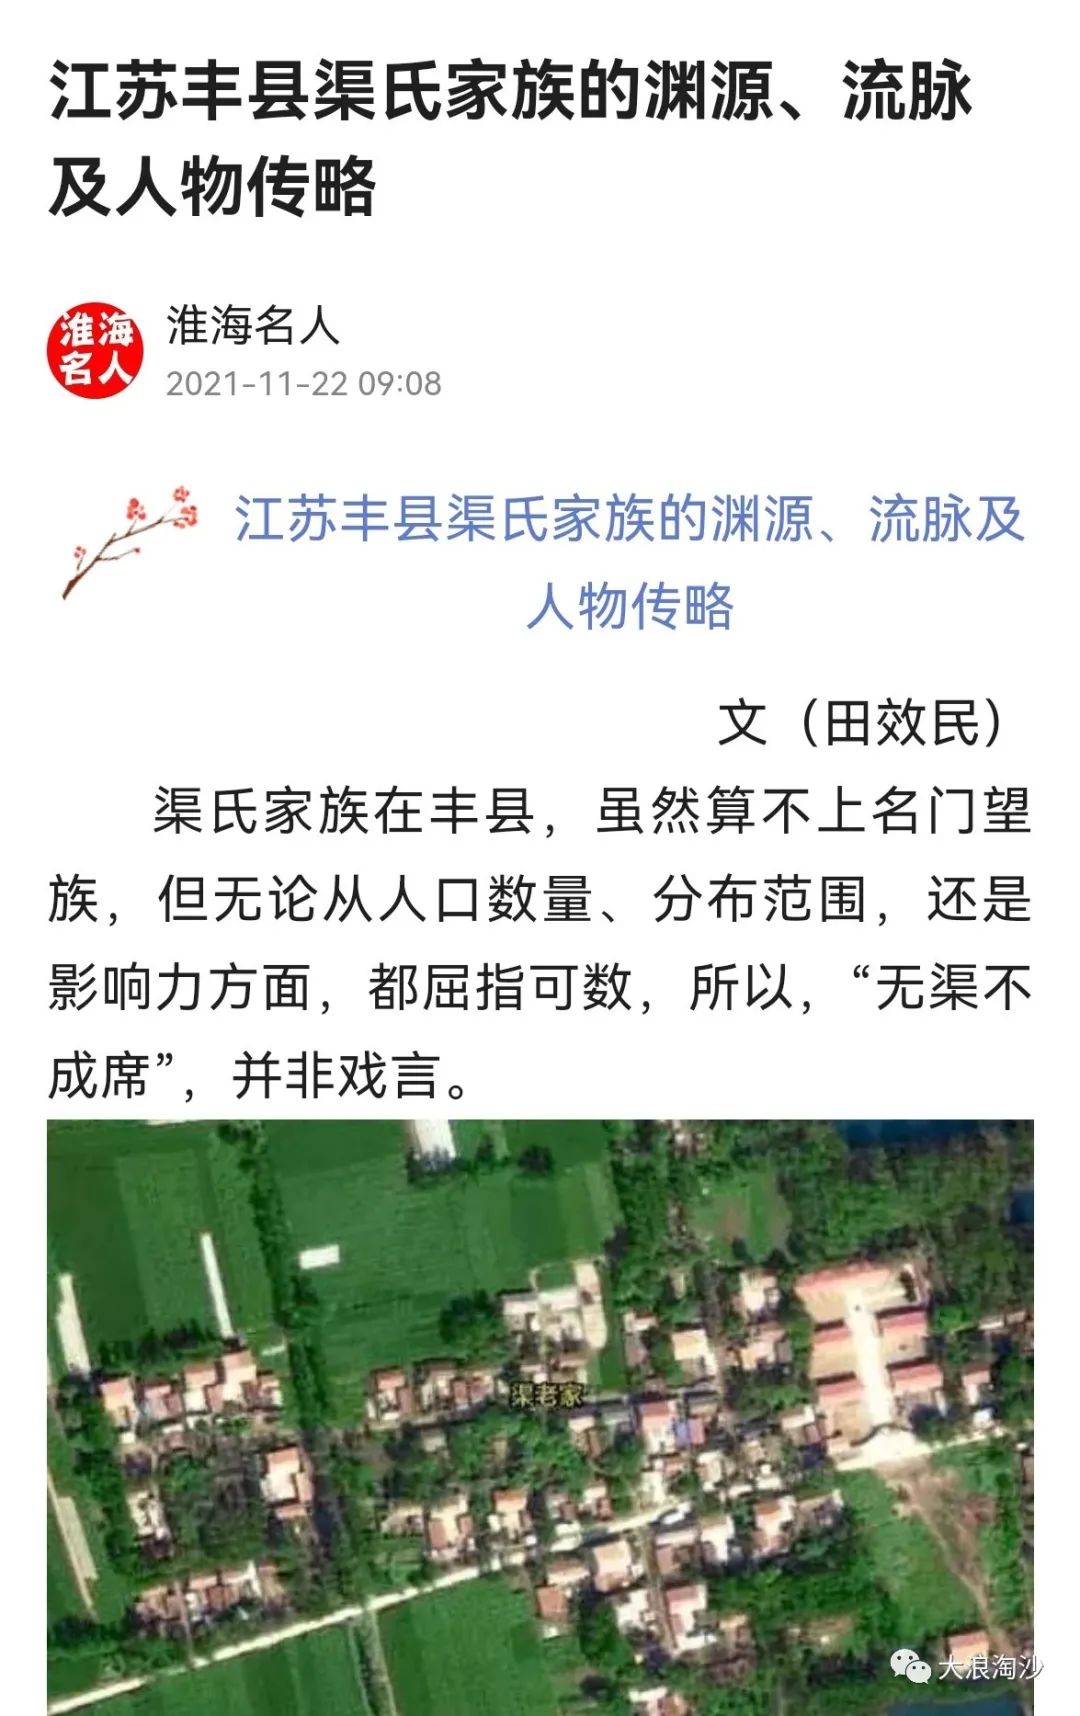 江苏丰县渠氏家族的渊源、流脉
及人物传略
淮海
名人
淮海名人
2021-11-22 09:08
江苏丰县渠氏家族的渊源、流脉及
人物传略
文（田效民）
渠氏家族在丰县，虽然算不上名门望
族，但无论从人口数量、分布范围，还是
影响力方面，都屈指可数，所以，“无渠不
成席”，并非戏言。
渠老家
大浪淘沙